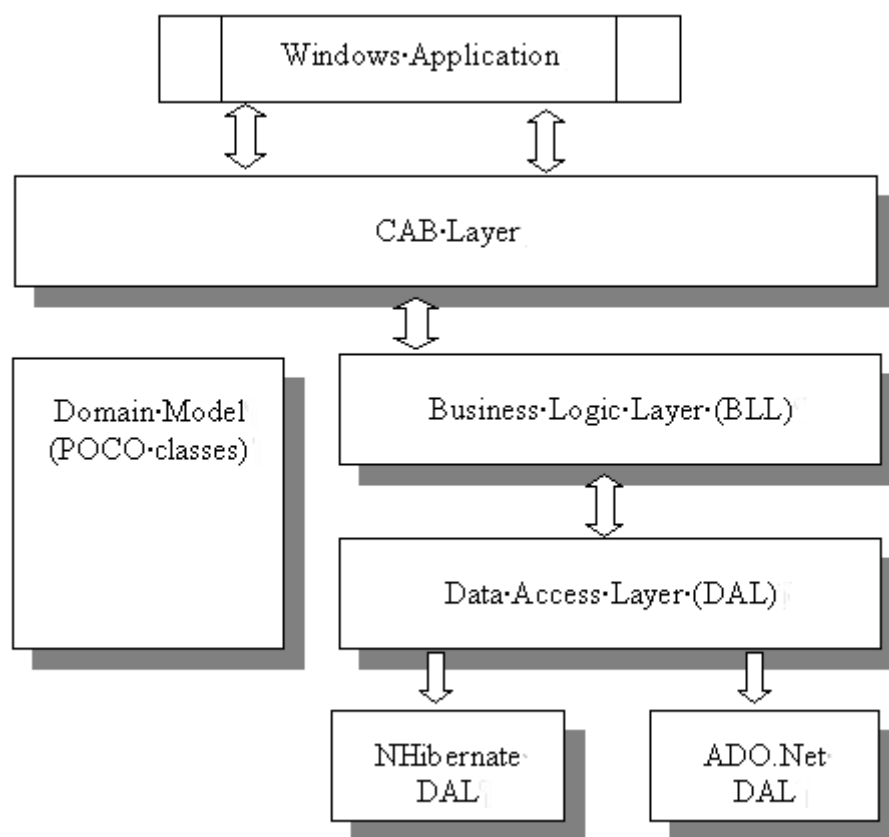 Windows·Application
CAB·Layer
Domain·Model
(POCO·classes)
Business·Logic·Layer·(BLL)
Data·Access·Layer·(DAL)
NHibernate·
DAL
ADO.Net·
DAL